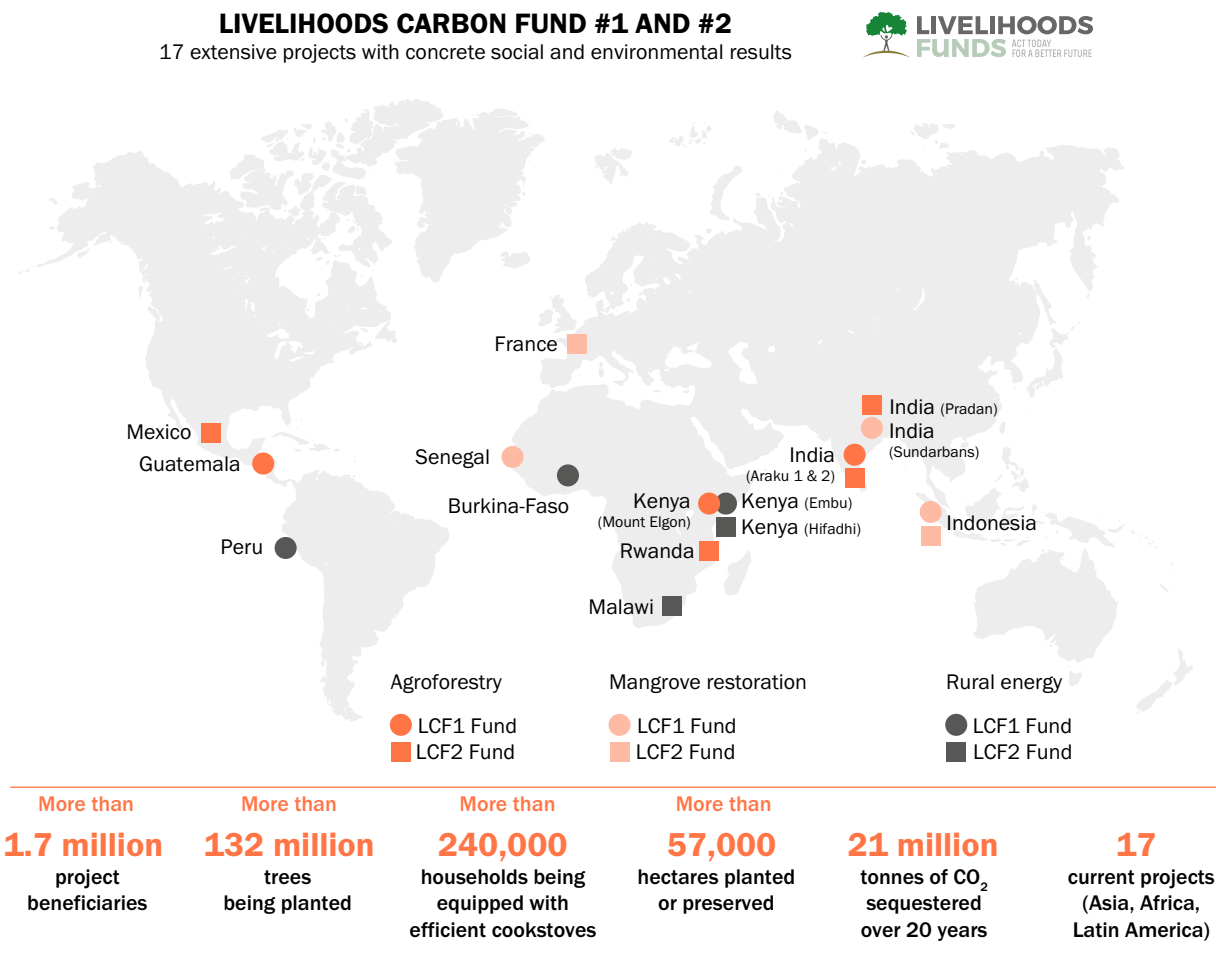 LIVELIHOODS CARBON FUND #1 AND #2
17 extensive projects with concrete social and environmental results
LIVELIHOODS
FUNDS ACT TODAY
FOR A BETTER FUTURE
France
India (Pradan)
India
(Sundarbans)
Mexico
Guatemala
Senegal
India
(Araku 1 & 2)
Burkina-Faso
Kenya
(Mount Elgon)
Kenya (Embu)
Kenya (Hifadhi)
Indonesia
Peru
Rwanda
Malawi
Agroforestry
LCF1 Fund
LCF2 Fund
Mangrove restoration
LCF1 Fund
LCF2 Fund
Rural energy
LCF1 Fund
LCF2 Fund
More than
1.7 million
project
beneficiaries
More than
132 million
trees
being planted
More than
240,000
households being
equipped with
efficient cookstoves
More than
57,000
hectares planted
or preserved
21 million
tonnes of CO2
sequestered
over 20 years
17
current projects
(Asia, Africa,
Latin America)